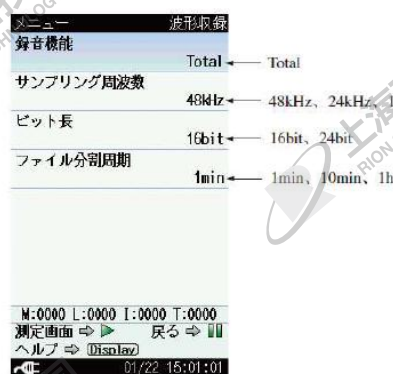 メニュー 波形収録
録音機能
Total Total
サンプリング周波数
48kHz 48kHz、24kHz、1
ビット長
16bit 16bit、24bit
ファイル分割周期
1min 1min、10min、1h
M:0000 L:0000 I:0000 T:0000
測定画面 ⇨ ▶ 戻る ⇨ ▮▮
ヘルプ ⇨ Display
01/22 15:01:01
上海
RION